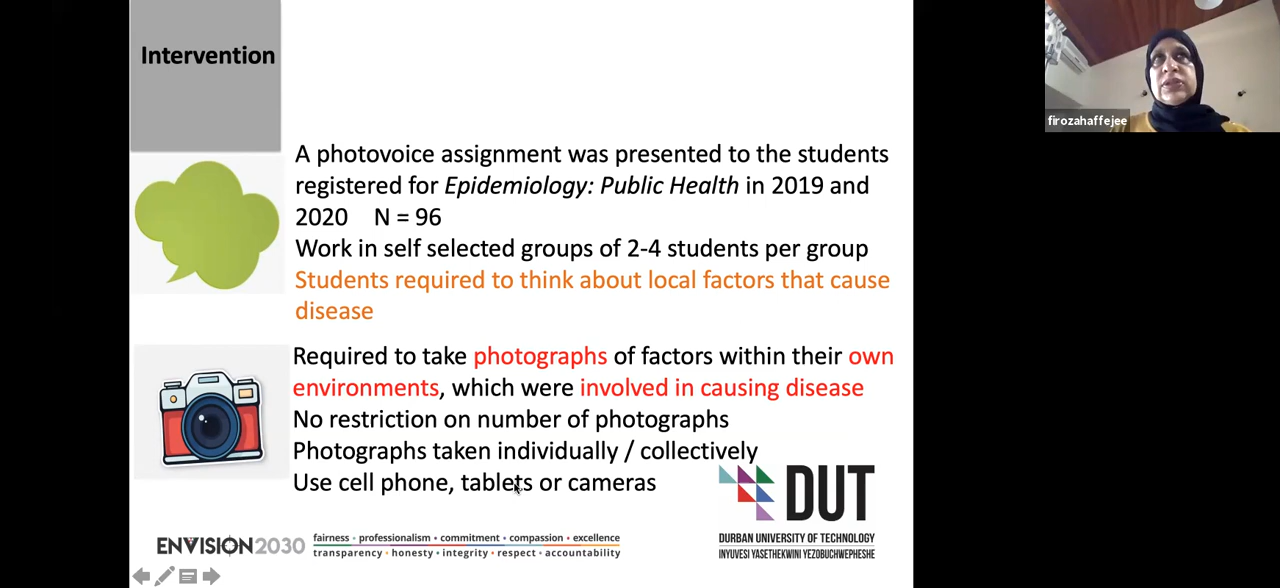 Intervention
firozahaffejee
A photovoice assignment was presented to the students
registered for Epidemiology: Public Health in 2019 and
2020 N = 96
Work in self selected groups of 2-4 students per group
Students required to think about local factors that cause
disease
Required to take photographs of factors within their own
environments, which were involved in causing disease
No restriction on number of photographs
Photographs taken individually / collectively
Use cell phone, tablets or cameras
DUT
DURBAN UNIVERSITY OF TECHNOLOGY
INYUVESI YASETHEKWINI YEZOBUCHWEPHESHE
ENVISION2030
fairness • professionalism • commitment • compassion • excellence
transparency • honesty • integrity • respect • accountability